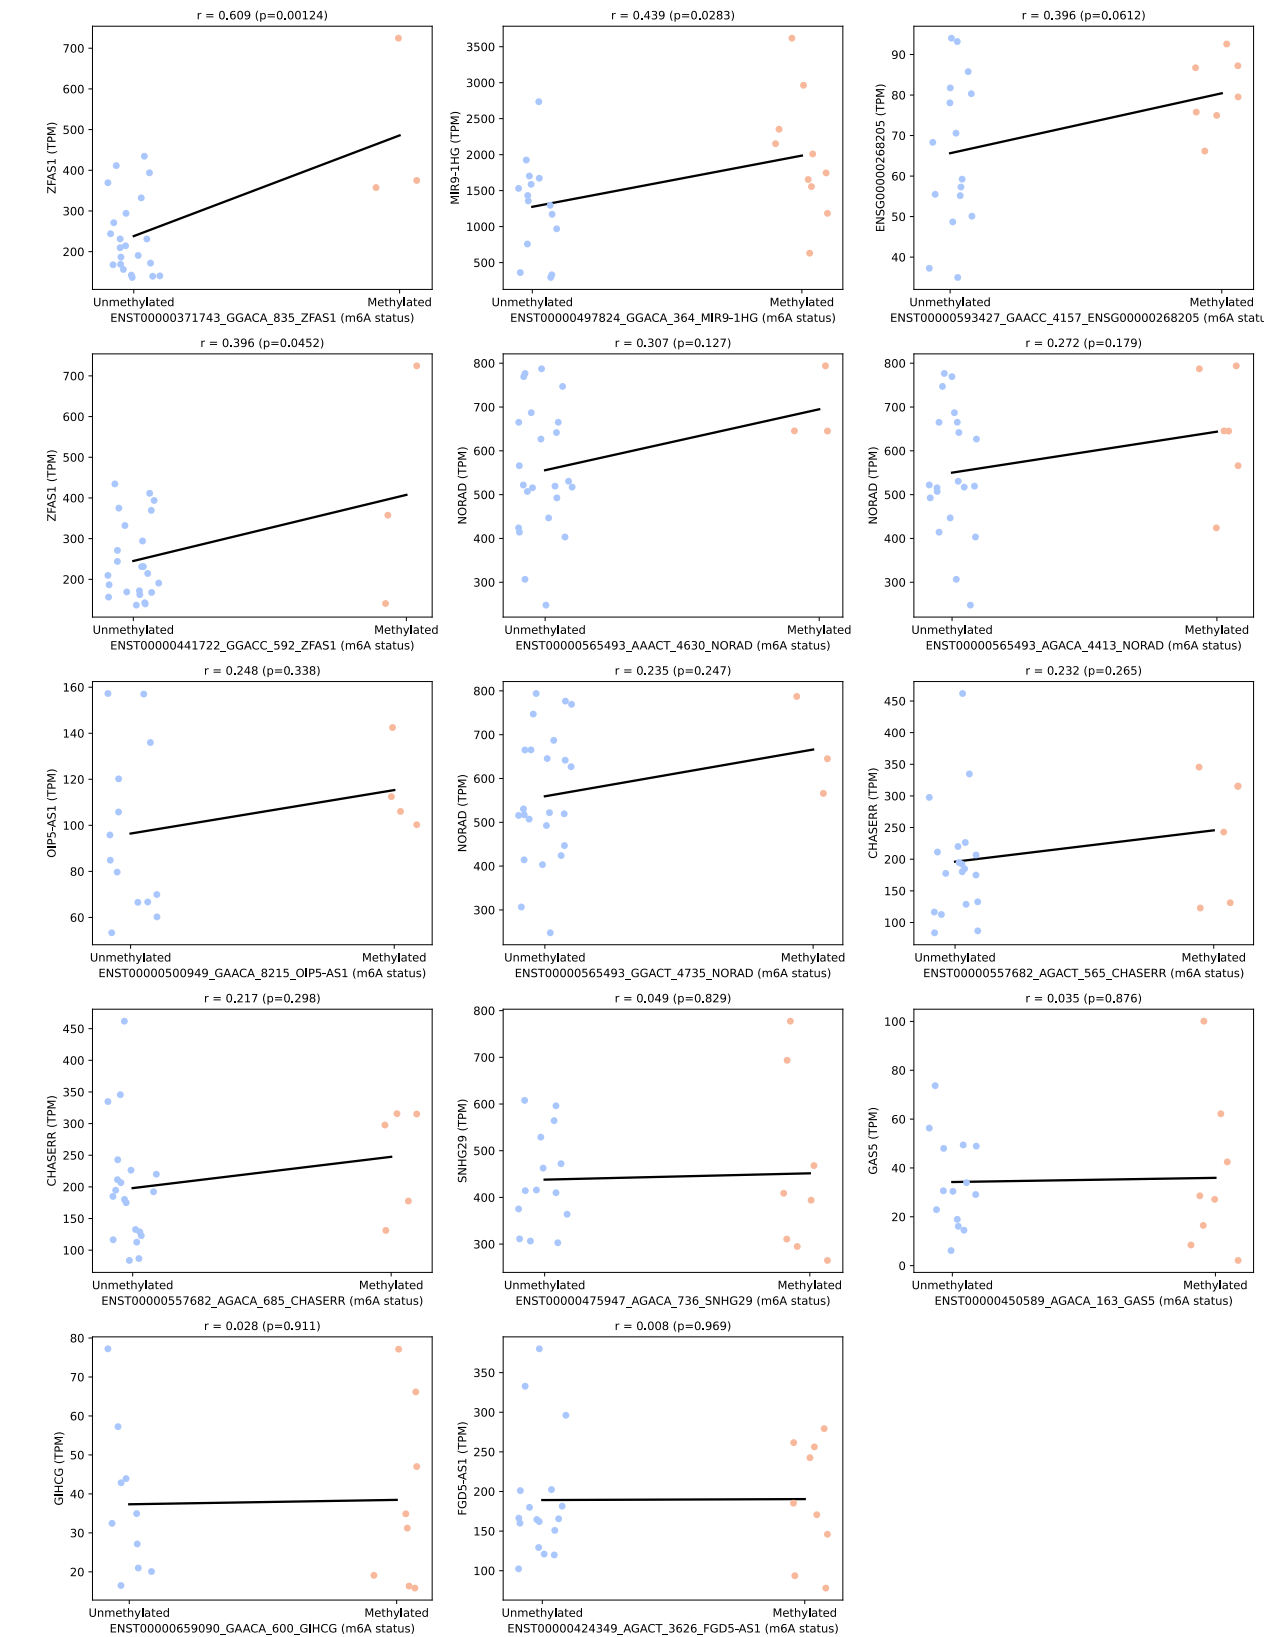 r = 0.609 (p=0.00124)
ZFAS1 (TPM)
700
600
500
400
300
200
Unmethylated Methylated
ENST00000371743_GGACA_835_ZFAS1 (m6A status)
r = 0.439 (p=0.0283)
MIR9-1HG (TPM)
3500
3000
2500
2000
1500
1000
500
Unmethylated Methylated
ENST00000497824_GGACA_364_MIR9-1HG (m6A status)
r = 0.396 (p=0.0612)
ENSG00000268205 (TPM)
90
80
70
60
50
40
Unmethylated Methylated
ENST00000593427_GAACC_4157_ENSG00000268205 (m6A statu
r = 0.396 (p=0.0452)
ZFAS1 (TPM)
700
600
500
400
300
200
Unmethylated Methylated
ENST00000441722_GGACC_592_ZFAS1 (m6A status)
r = 0.307 (p=0.127)
NORAD (TPM)
800
700
600
500
400
300
Unmethylated Methylated
ENST00000565493_AAACT_4630_NORAD (m6A status)
r = 0.272 (p=0.179)
NORAD (TPM)
800
700
600
500
400
300
Unmethylated Methylated
ENST00000565493_AGACA_4413_NORAD (m6A status)
r = 0.248 (p=0.338)
OIP5-AS1 (TPM)
160
140
120
100
80
60
Unmethylated Methylated
ENST00000500949_GAACA_8215_OIP5-AS1 (m6A status)
r = 0.235 (p=0.247)
NORAD (TPM)
800
700
600
500
400
300
Unmethylated Methylated
ENST00000565493_GGACT_4735_NORAD (m6A status)
r = 0.232 (p=0.265)
CHASERR (TPM)
450
400
350
300
250
200
150
100
Unmethylated Methylated
ENST00000557682_AGACT_565_CHASERR (m6A status)
r = 0.217 (p=0.298)
CHASERR (TPM)
450
400
350
300
250
200
150
100
Unmethylated Methylated
ENST00000557682_AGACA_685_CHASERR (m6A status)
r = 0.049 (p=0.829)
SNHG29 (TPM)
800
700
600
500
400
300
Unmethylated Methylated
ENST00000475947_AGACA_736_SNHG29 (m6A status)
r = 0.035 (p=0.876)
GAS5 (TPM)
100
80
60
40
20
0
Unmethylated Methylated
ENST00000450589_AGACA_163_GAS5 (m6A status)
r = 0.028 (p=0.911)
GIHCG (TPM)
80
70
60
50
40
30
20
Unmethylated Methylated
ENST00000659090_GAACA_600_GIHCG (m6A status)
r = 0.008 (p=0.969)
FGD5-AS1 (TPM)
350
300
250
200
150
100
Unmethylated Methylated
ENST00000424349_AGACT_3626_FGD5-AS1 (m6A status)